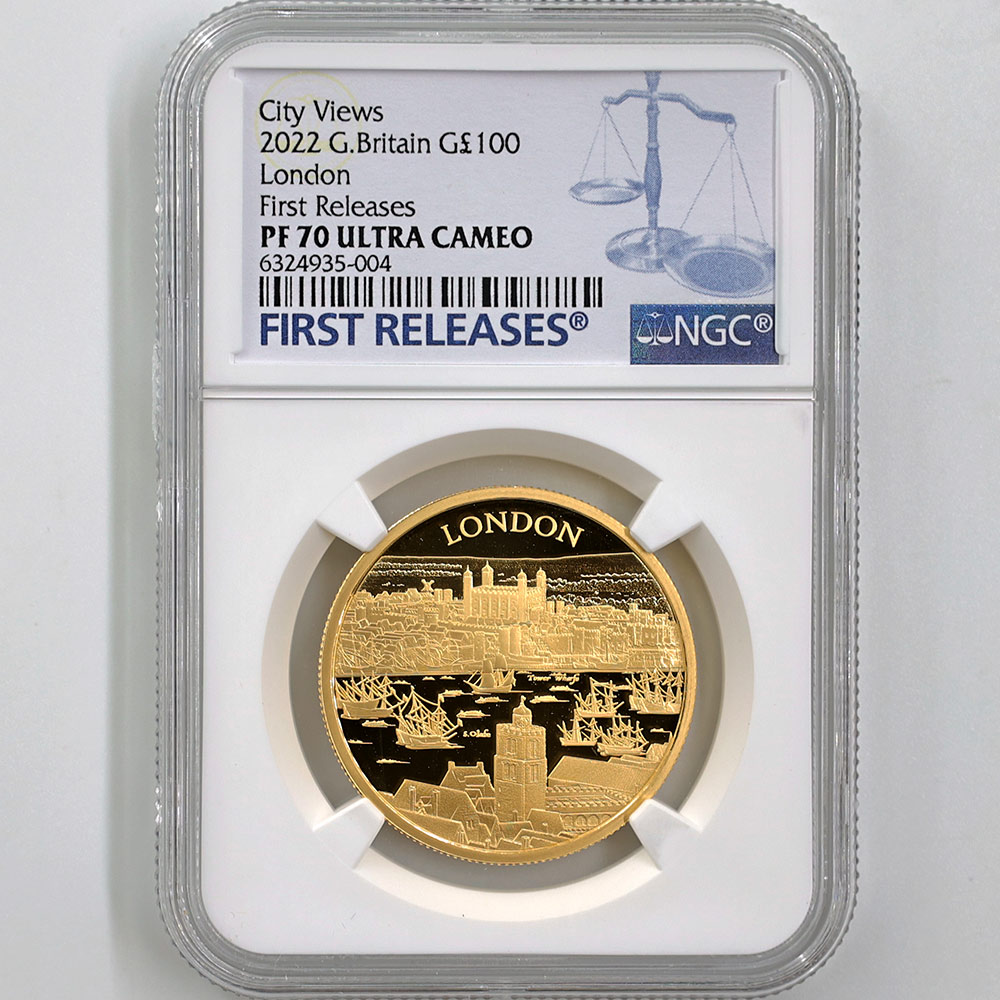 City Views
2022 G.Britain G£100
London
First Releases
PF 70 ULTRA CAMEO
6324935-004
FIRST RELEASES®
NGC®
LONDON
Tower Wharfe
S. Olafe